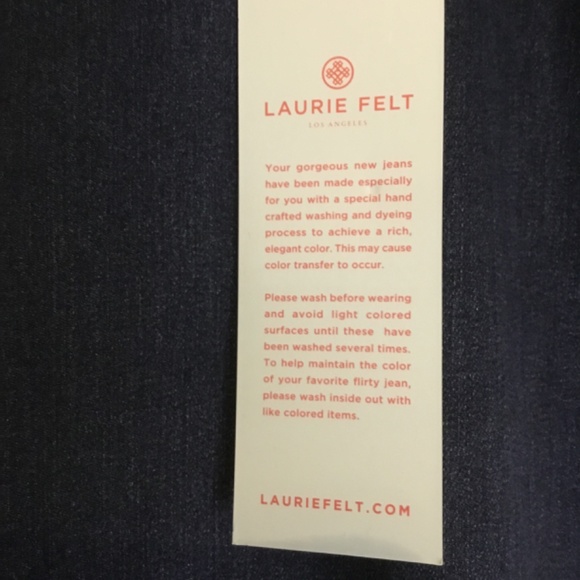 LAURIE FELT
LOS ANGELES
Your gorgeous new jeans
have been made especially
for you with a special hand
crafted washing and dyeing
process to achieve a rich,
elegant color. This may cause
color transfer to occur.
Please wash before wearing
and avoid light colored
surfaces until these have
been washed several times.
To help maintain the color
of your favorite flirty jean,
please wash inside out with
like colored items.
LAURIEFELT.COM